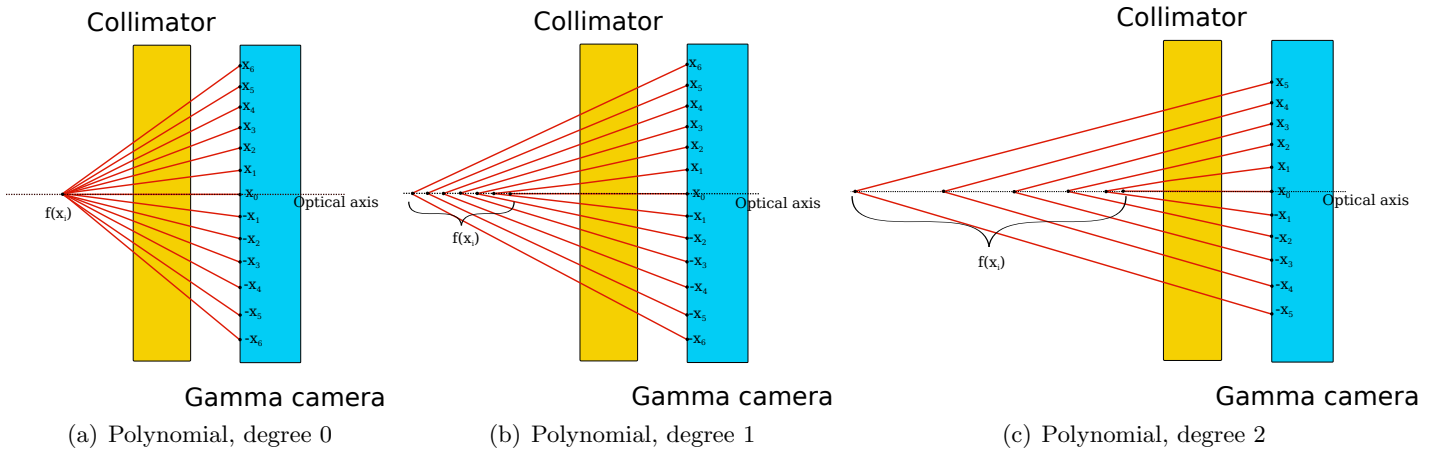 Collimator
x₆
x₅
x₄
x₃
x₂
x₁
x₀
Optical axis
f(xᵢ)
-x₁
-x₂
-x₃
-x₄
-x₅
-x₆
Gamma camera
(a) Polynomial, degree 0
Collimator
x₆
x₅
x₄
x₃
x₂
x₁
x₀
Optical axis
f(xᵢ)
-x₁
-x₂
-x₃
-x₄
-x₅
-x₆
Gamma camera
(b) Polynomial, degree 1
Collimator
x₅
x₄
x₃
x₂
x₁
x₀
Optical axis
f(xᵢ)
-x₁
-x₂
-x₃
-x₄
-x₅
Gamma camera
(c) Polynomial, degree 2